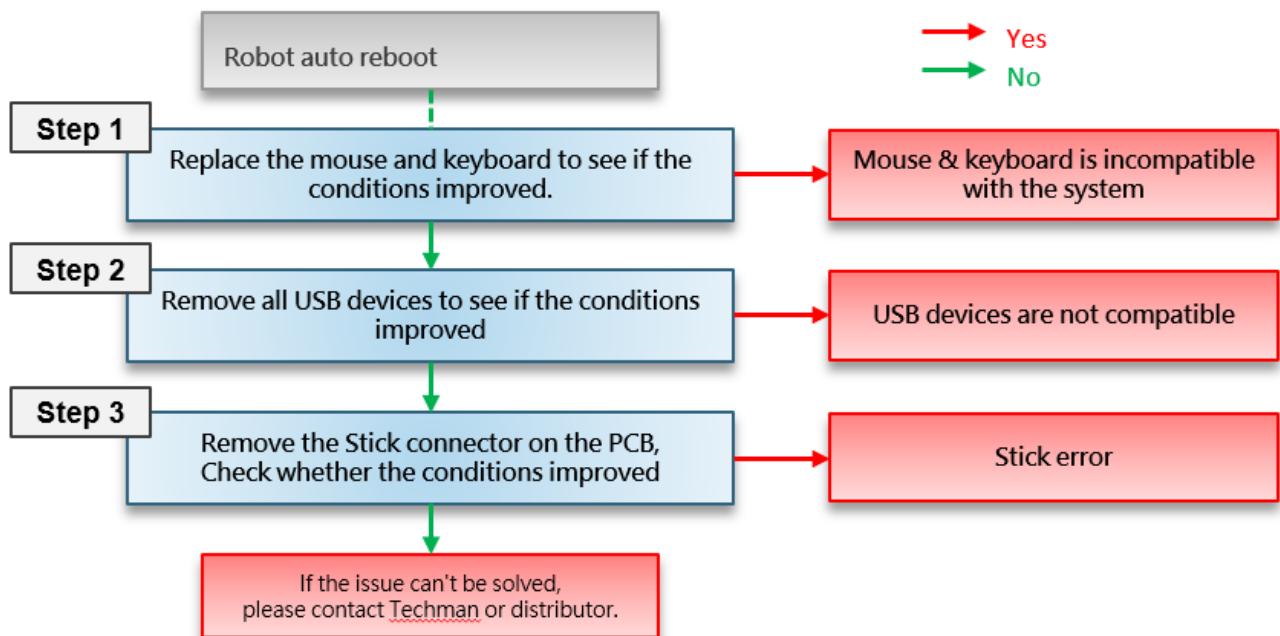 Robot auto reboot
Yes
No
Step 1
Replace the mouse and keyboard to see if the
conditions improved.
Mouse & keyboard is incompatible
with the system
Step 2
Remove all USB devices to see if the conditions
improved
USB devices are not compatible
Step 3
Remove the Stick connector on the PCB,
Check whether the conditions improved
Stick error
If the issue can't be solved,
please contact Techman or distributor.